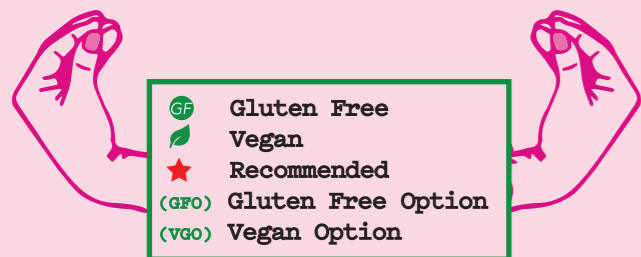 GF Gluten Free
Vegan
Recommended
(GFO) Gluten Free Option
(VGO) Vegan Option